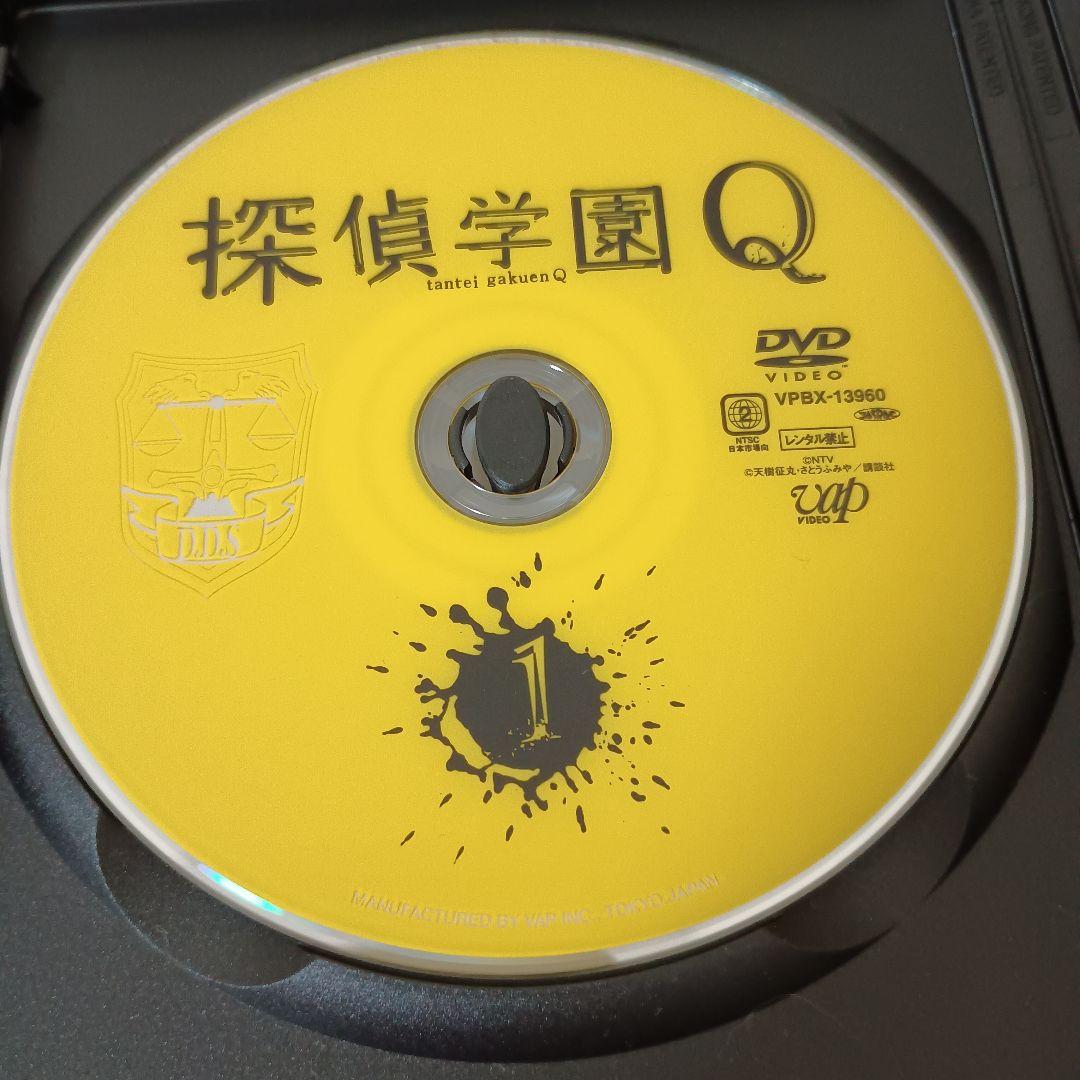 探偵学園Q
tantei gakuen Q
DVD
VIDEO
VPBX-13960
2
NTSC
日本市場向
レンタル禁止
©NTV
©天樹征丸・さとうふみや/講談社
vap
VIDEO
D.D.S
1
MANUFACTURED BY VAP INC., TOKYO JAPAN